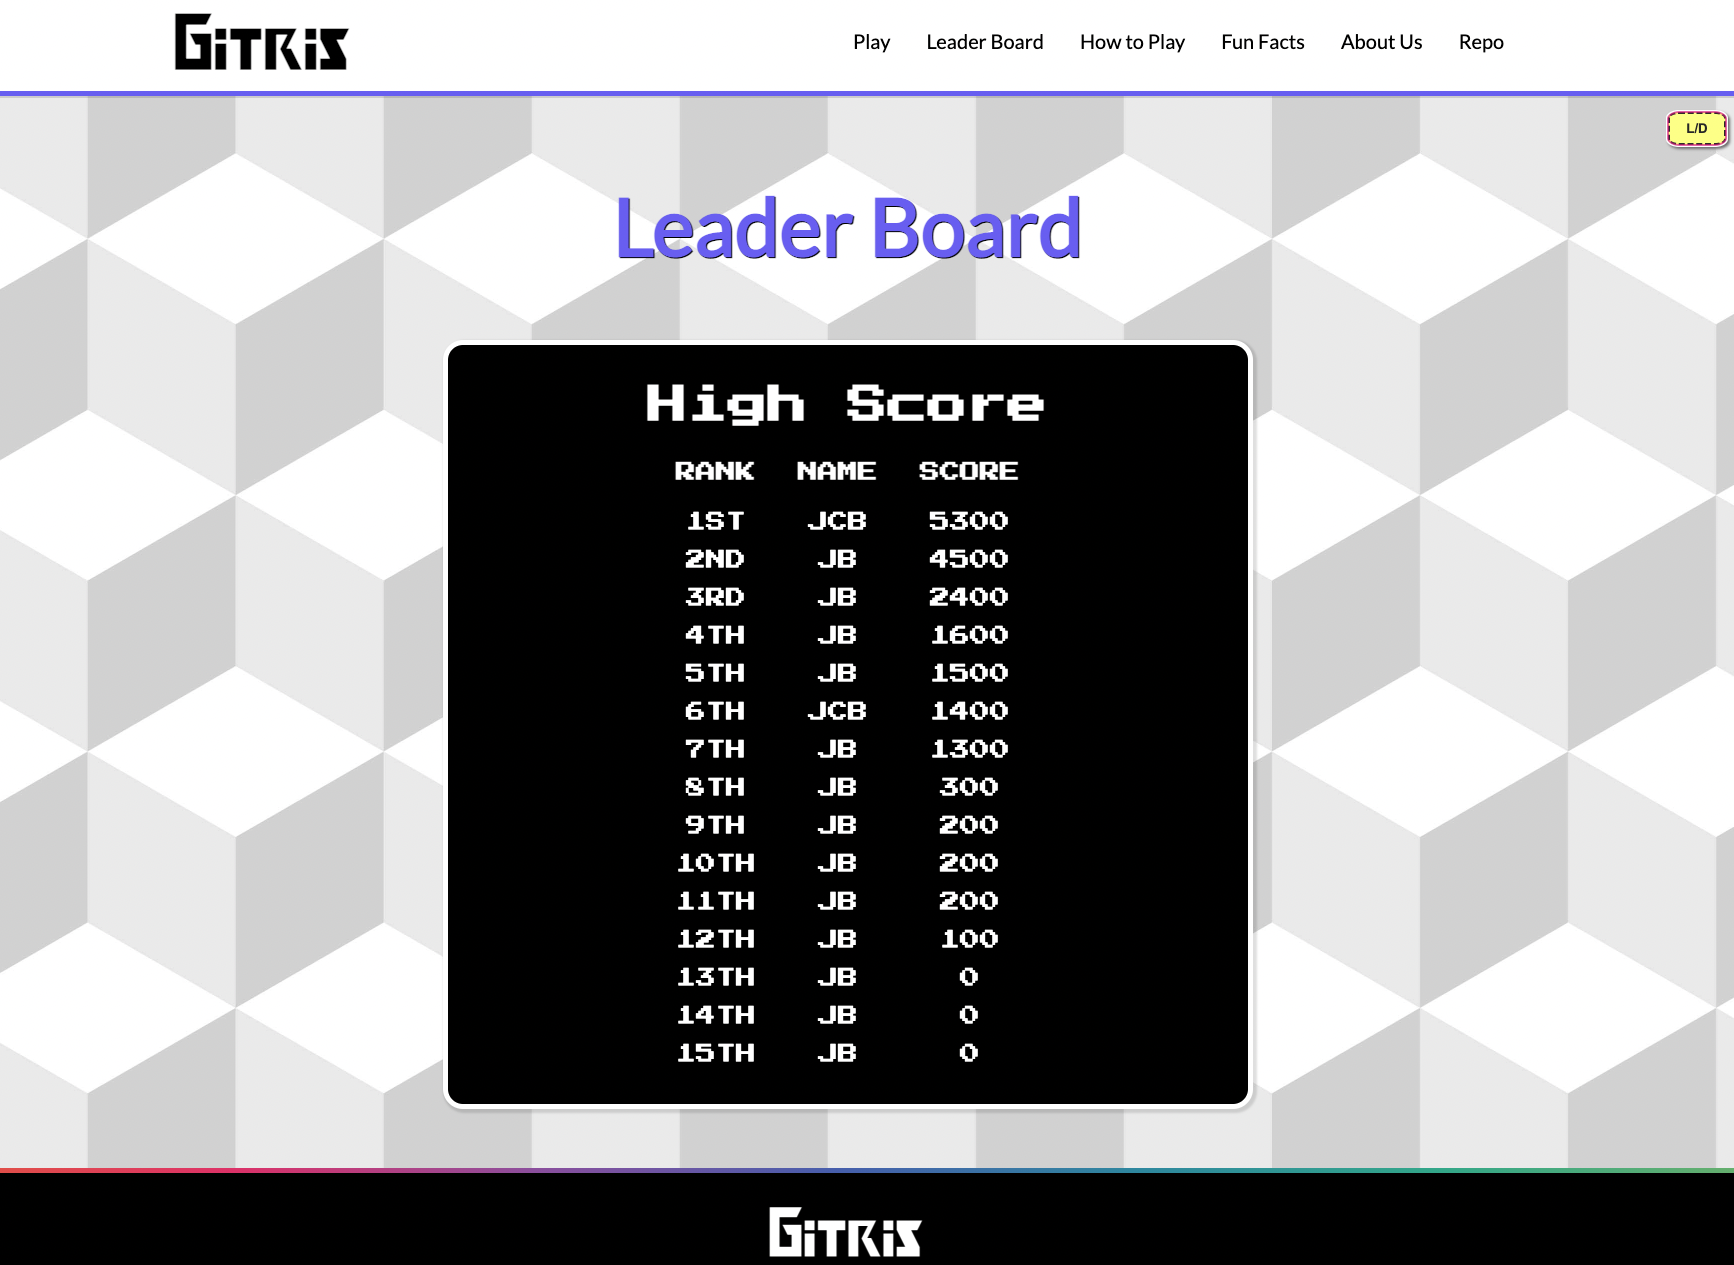 GiTRiS
Play Leader Board How to Play Fun Facts About Us Repo
L/D
Leader Board
High Score
RANK NAME SCORE
1ST JCB 5300
2ND JB 4500
3RD JB 2400
4TH JB 1600
5TH JB 1500
6TH JCB 1400
7TH JB 1300
8TH JB 300
9TH JB 200
10TH JB 200
11TH JB 200
12TH JB 100
13TH JB 0
14TH JB 0
15TH JB 0
GiTRiS